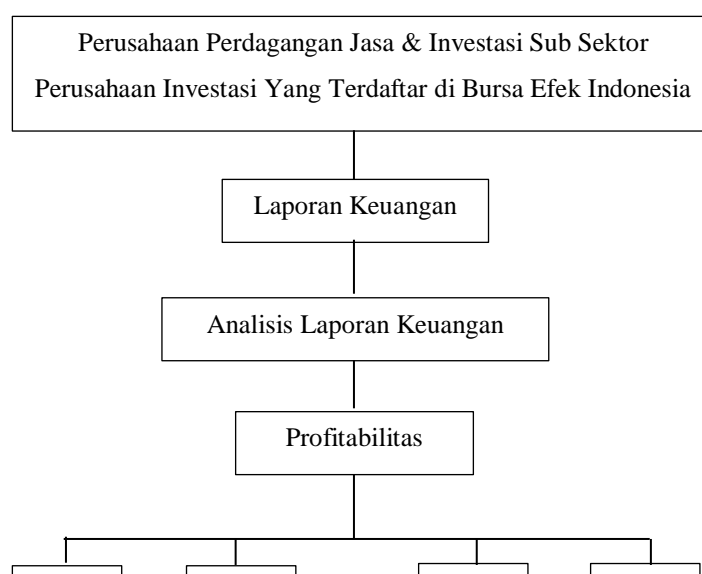 Perusahaan Perdagangan Jasa & Investasi Sub Sektor
Perusahaan Investasi Yang Terdaftar di Bursa Efek Indonesia
Laporan Keuangan
Analisis Laporan Keuangan
Profitabilitas